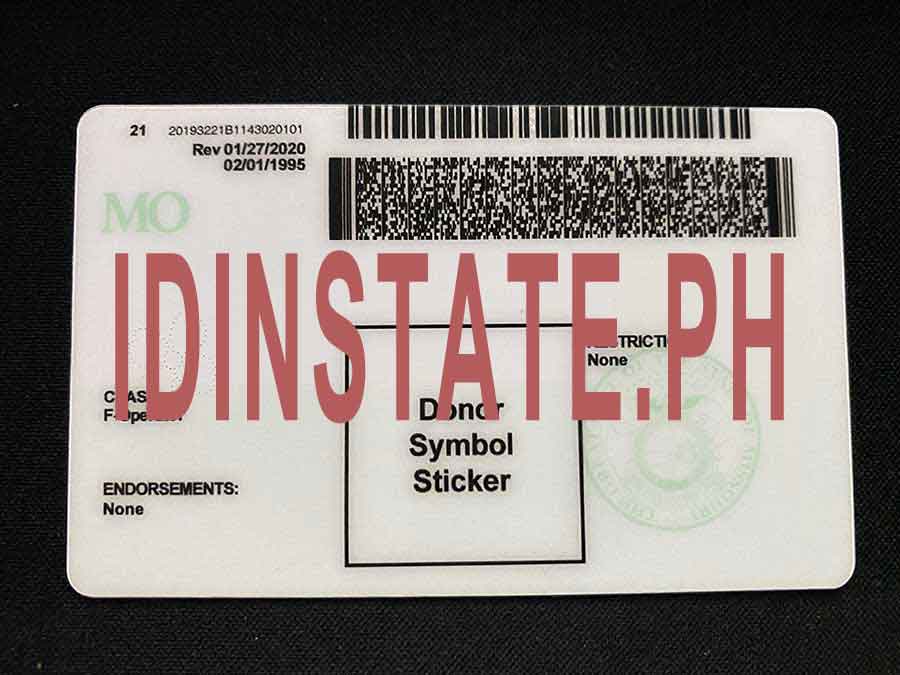 21 20193221B1143020101
Rev 01/27/2020
02/01/1995
MO
IDINSTATE.PH
None
Donor
Symbol
Sticker
ENDORSEMENTS:
None